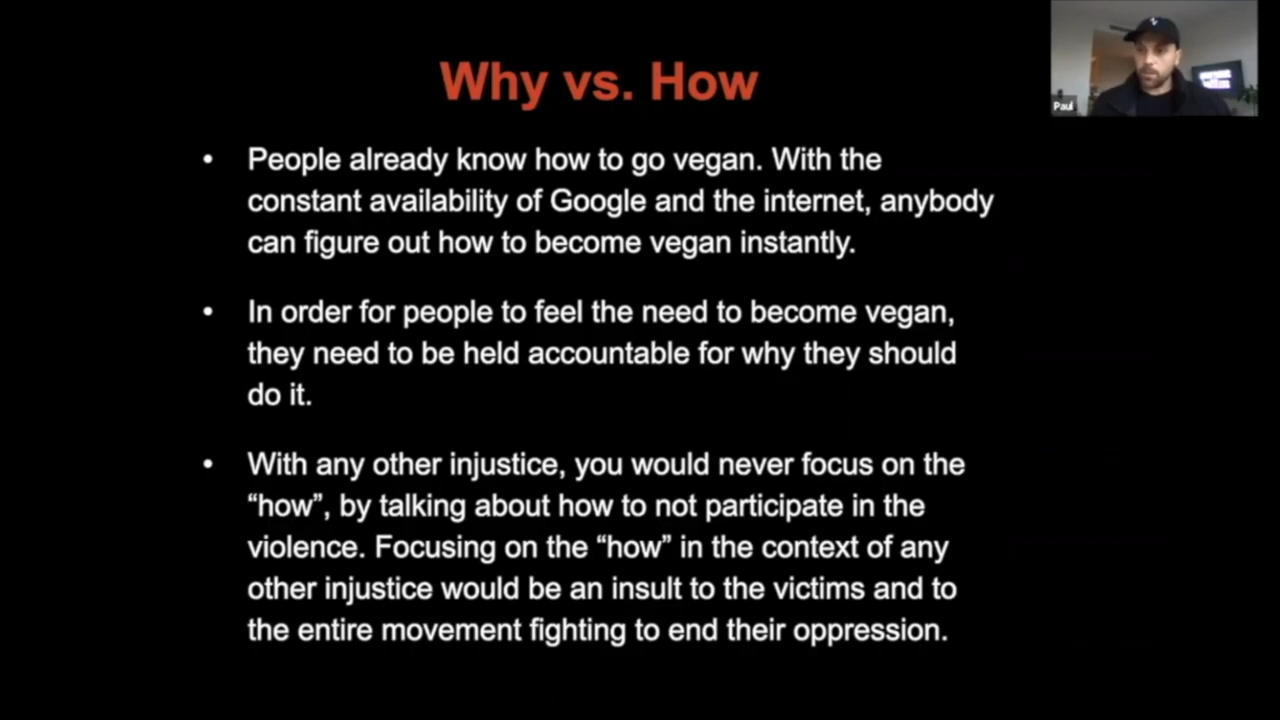 Why vs. How
Paul
• People already know how to go vegan. With the
constant availability of Google and the internet, anybody
can figure out how to become vegan instantly.
• In order for people to feel the need to become vegan,
they need to be held accountable for why they should
do it.
• With any other injustice, you would never focus on the
“how”, by talking about how to not participate in the
violence. Focusing on the “how” in the context of any
other injustice would be an insult to the victims and to
the entire movement fighting to end their oppression.